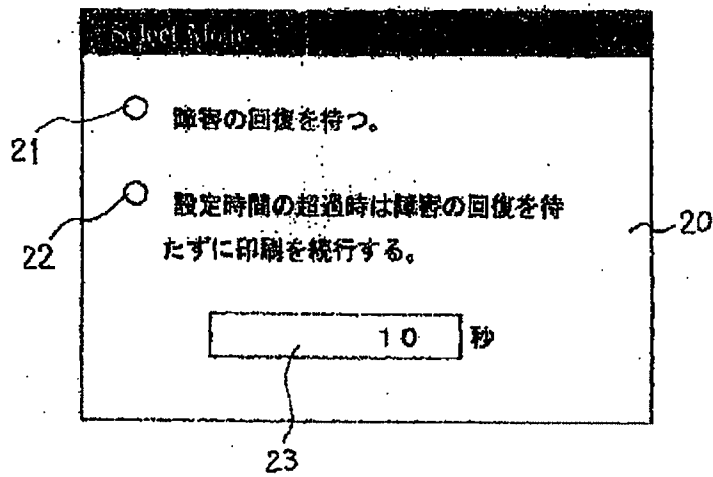 Select Mode
障害の回復を待つ。
21
設定時間の超過時は障害の回復を待
たずに印刷を続行する。
22
20
10 秒
23